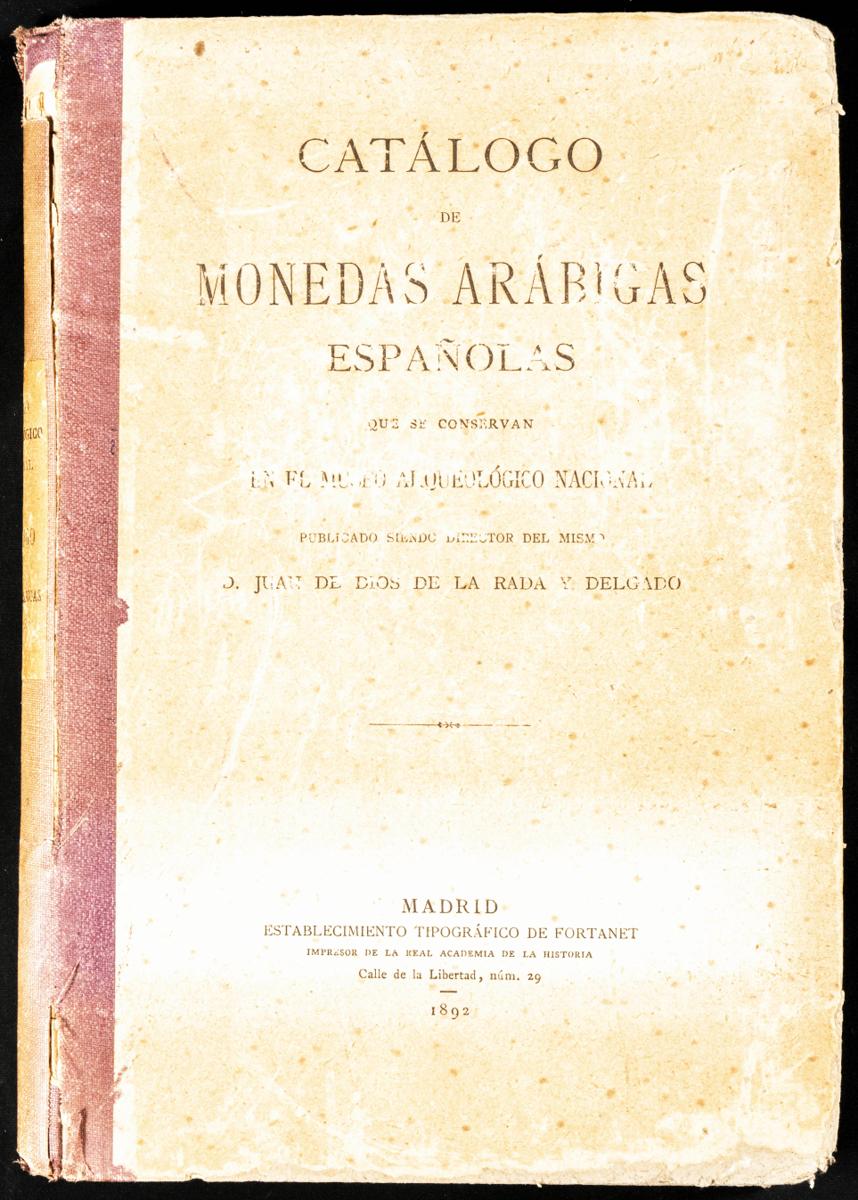 CATÁLOGO
DE
MONEDAS ARÁBIGAS
ESPAÑOLAS
QUE SE CONSERVAN
EN EL MUSEO ARQUEOLÓGICO NACIONAL
PUBLICADO SIENDO DIRECTOR DEL MISMO
D. JUAN DE DIOS DE LA RADA Y DELGADO
MADRID
ESTABLECIMIENTO TIPOGRÁFICO DE FORTANET
IMPRESOR DE LA REAL ACADEMIA DE LA HISTORIA
Calle de la Libertad, núm. 29
1892